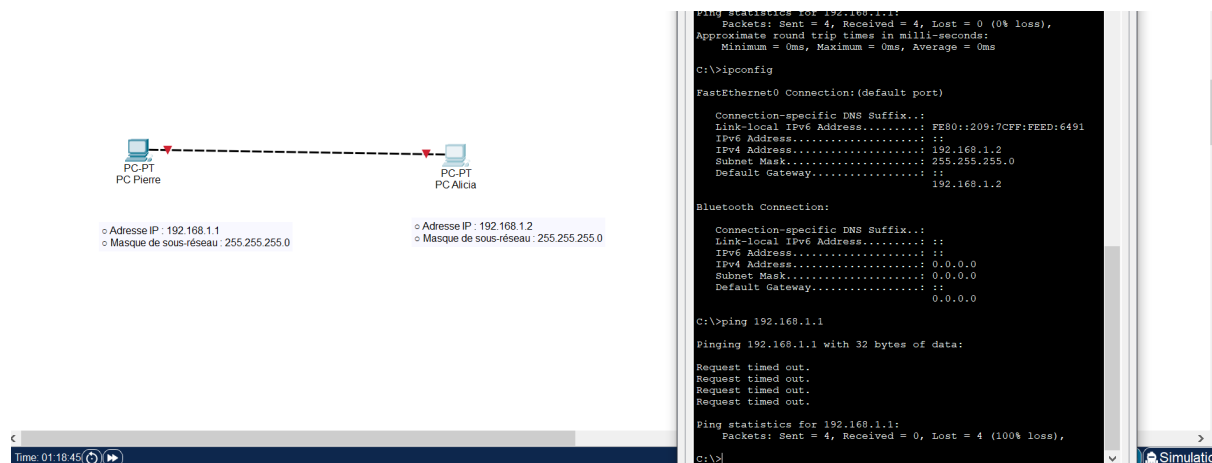 PC-PT
PC Pierre
PC-PT
PC Alicia
○ Adresse IP : 192.168.1.1
○ Masque de sous-réseau : 255.255.255.0
○ Adresse IP : 192.168.1.2
○ Masque de sous-réseau : 255.255.255.0
Time: 01:18:45
Ping statistics for 192.168.1.1:
Packets: Sent = 4, Received = 4, Lost = 0 (0% loss),
Approximate round trip times in milli-seconds:
Minimum = 0ms, Maximum = 0ms, Average = 0ms
C:\>ipconfig
FastEthernet0 Connection:(default port)
Connection-specific DNS Suffix..:
Link-local IPv6 Address.........: FE80::209:7CFF:FEED:6491
IPv6 Address....................: ::
IPv4 Address....................: 192.168.1.2
Subnet Mask.....................: 255.255.255.0
Default Gateway.................: ::
192.168.1.2
Bluetooth Connection:
Connection-specific DNS Suffix..:
Link-local IPv6 Address.........: ::
IPv6 Address....................: ::
IPv4 Address....................: 0.0.0.0
Subnet Mask.....................: 0.0.0.0
Default Gateway.................: ::
0.0.0.0
C:\>ping 192.168.1.1
Pinging 192.168.1.1 with 32 bytes of data:
Request timed out.
Request timed out.
Request timed out.
Request timed out.
Ping statistics for 192.168.1.1:
Packets: Sent = 4, Received = 0, Lost = 4 (100% loss),
C:\>
Simulatio